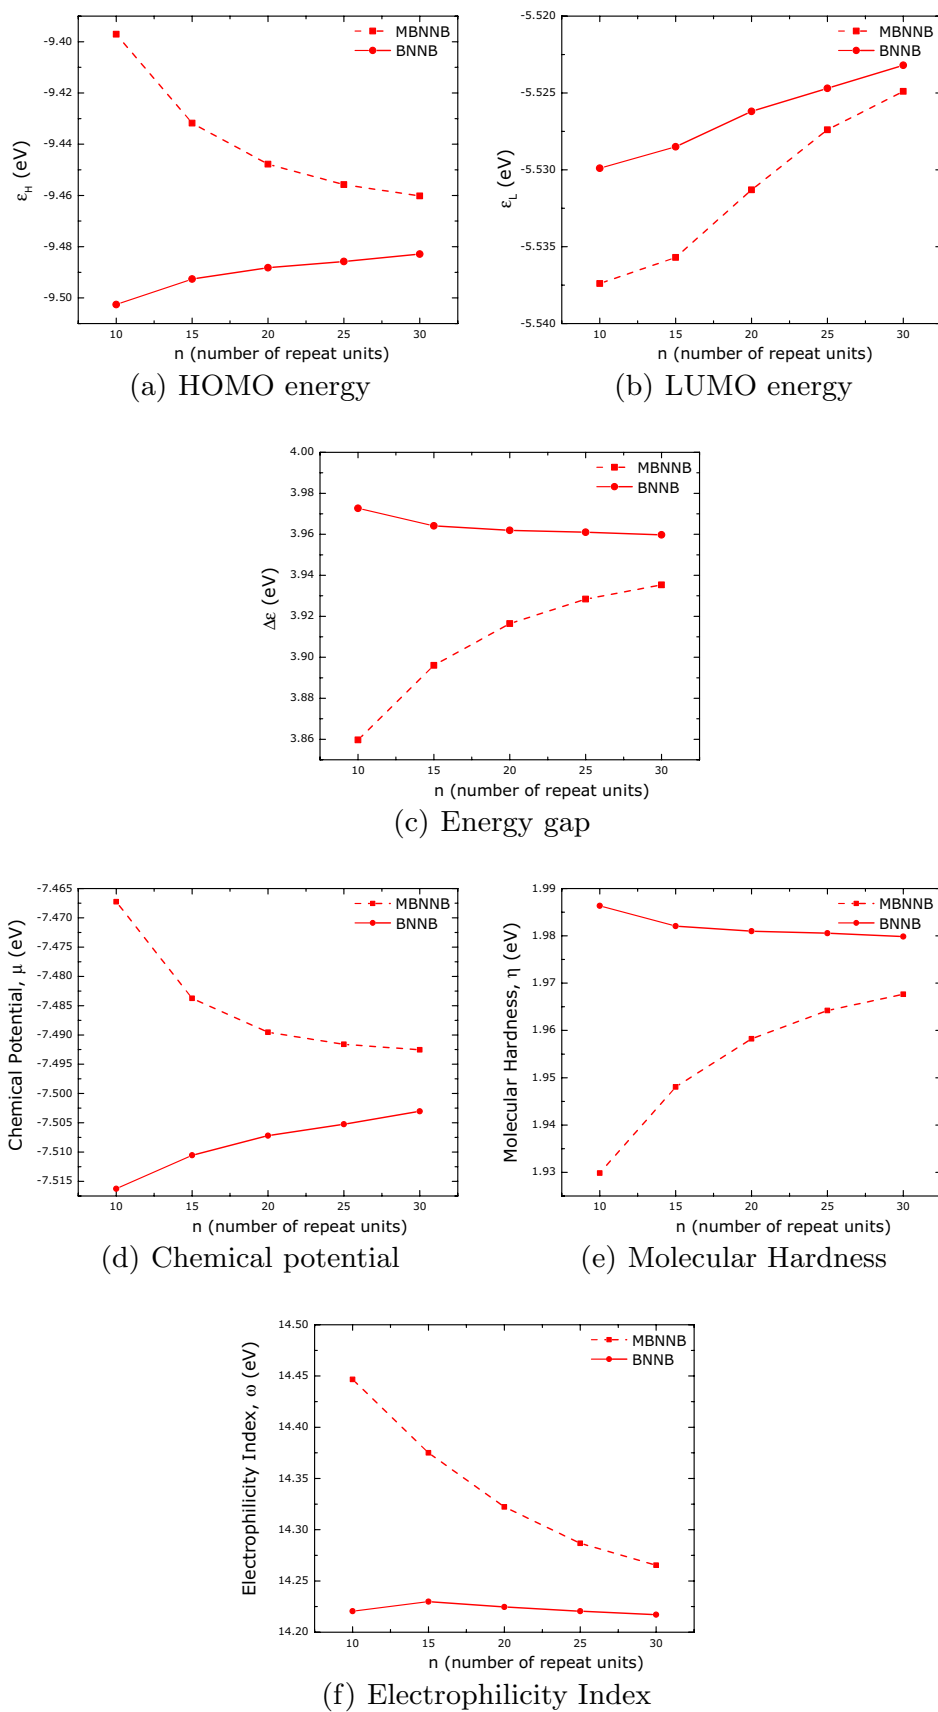 MBNNB
BNNB
-9.40
-9.42
-9.44
-9.46
-9.48
-9.50
ε_H (eV)
10 15 20 25 30
n (number of repeat units)
(a) HOMO energy
MBNNB
BNNB
-5.520
-5.525
-5.530
-5.535
-5.540
ε_L (eV)
10 15 20 25 30
n (number of repeat units)
(b) LUMO energy
MBNNB
BNNB
4.00
3.98
3.96
3.94
3.92
3.90
3.88
3.86
Δε (eV)
10 15 20 25 30
n (number of repeat units)
(c) Energy gap
MBNNB
BNNB
-7.465
-7.470
-7.475
-7.480
-7.485
-7.490
-7.495
-7.500
-7.505
-7.510
-7.515
Chemical Potential, μ (eV)
10 15 20 25 30
n (number of repeat units)
(d) Chemical potential
MBNNB
BNNB
1.99
1.98
1.97
1.96
1.95
1.94
1.93
Molecular Hardness, η (eV)
10 15 20 25 30
n (number of repeat units)
(e) Molecular Hardness
MBNNB
BNNB
14.50
14.45
14.40
14.35
14.30
14.25
14.20
Electrophilicity Index, ω (eV)
10 15 20 25 30
n (number of repeat units)
(f) Electrophilicity Index